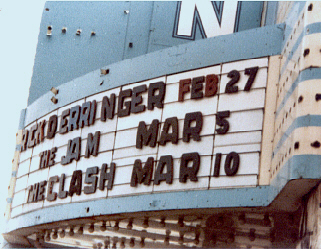 N
RICK DERRINGER FEB 27
THE JAM MAR 5
THE CLASH MAR 10